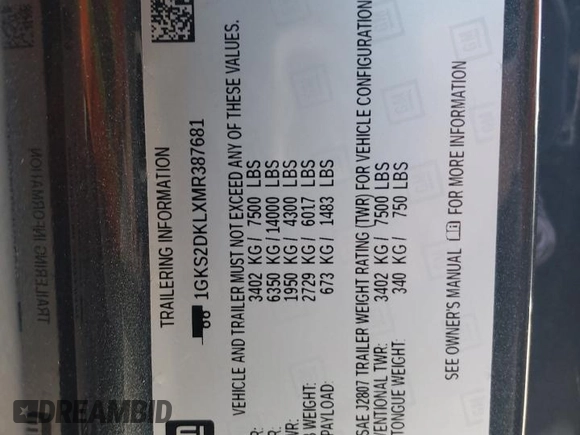 TRAILERING INFORMATION
1GKS2DKLXMR387681
VEHICLE AND TRAILER MUST NOT EXCEED ANY OF THESE VALUES.
R: 3402 KG / 7500 LBS
R: 6350 KG / 14000 LBS
VR: 1950 KG / 4300 LBS
B WEIGHT: 2729 KG / 6017 LBS
PAYLOAD: 673 KG / 1483 LBS
SAE J2807 TRAILER WEIGHT RATING (TWR) FOR VEHICLE CONFIGURATION
VENTIONAL TWR: 3402 KG / 7500 LBS
TONGUE WEIGHT: 340 KG / 750 LBS
SEE OWNER'S MANUAL FOR MORE INFORMATION
TRAILERING INFORMATION
DREAMBID